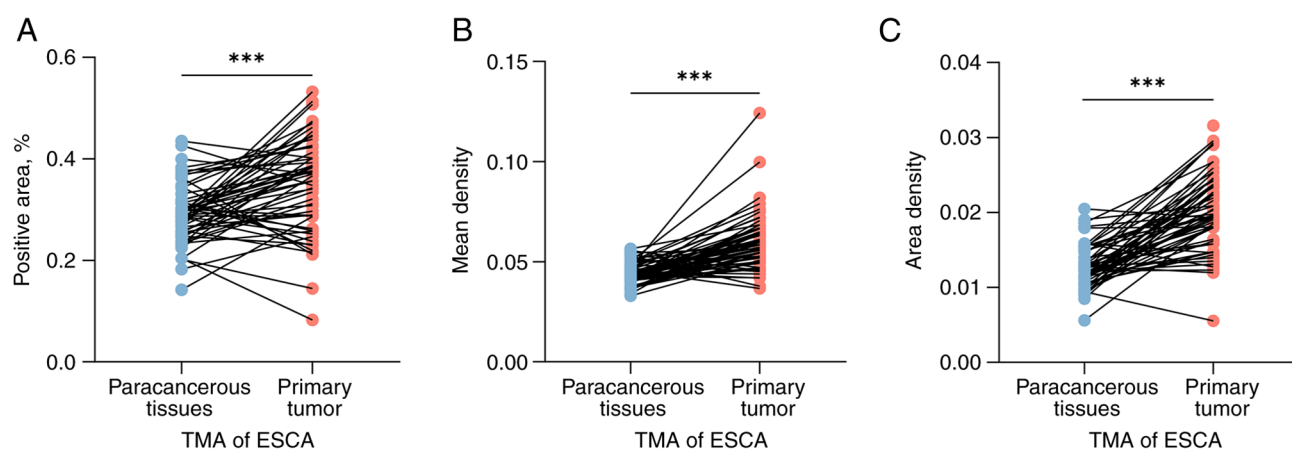 A
0.6
0.4
0.2
0.0
Positive area, %
***
Paracancerous
tissues
Primary
tumor
TMA of ESCA
B
0.15
0.10
0.05
0.00
Mean density
***
Paracancerous
tissues
Primary
tumor
TMA of ESCA
C
0.04
0.03
0.02
0.01
0.00
Area density
***
Paracancerous
tissues
Primary
tumor
TMA of ESCA